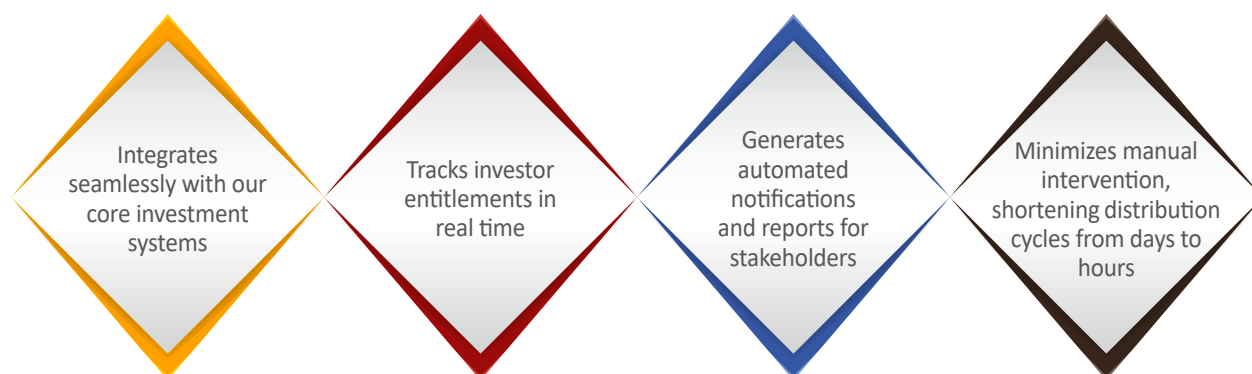 Integrates
seamlessly with our
core investment
systems
Tracks investor
entitlements in
real time
Generates
automated
notifications
and reports for
stakeholders
Minimizes manual
intervention,
shortening distribution
cycles from days to
hours